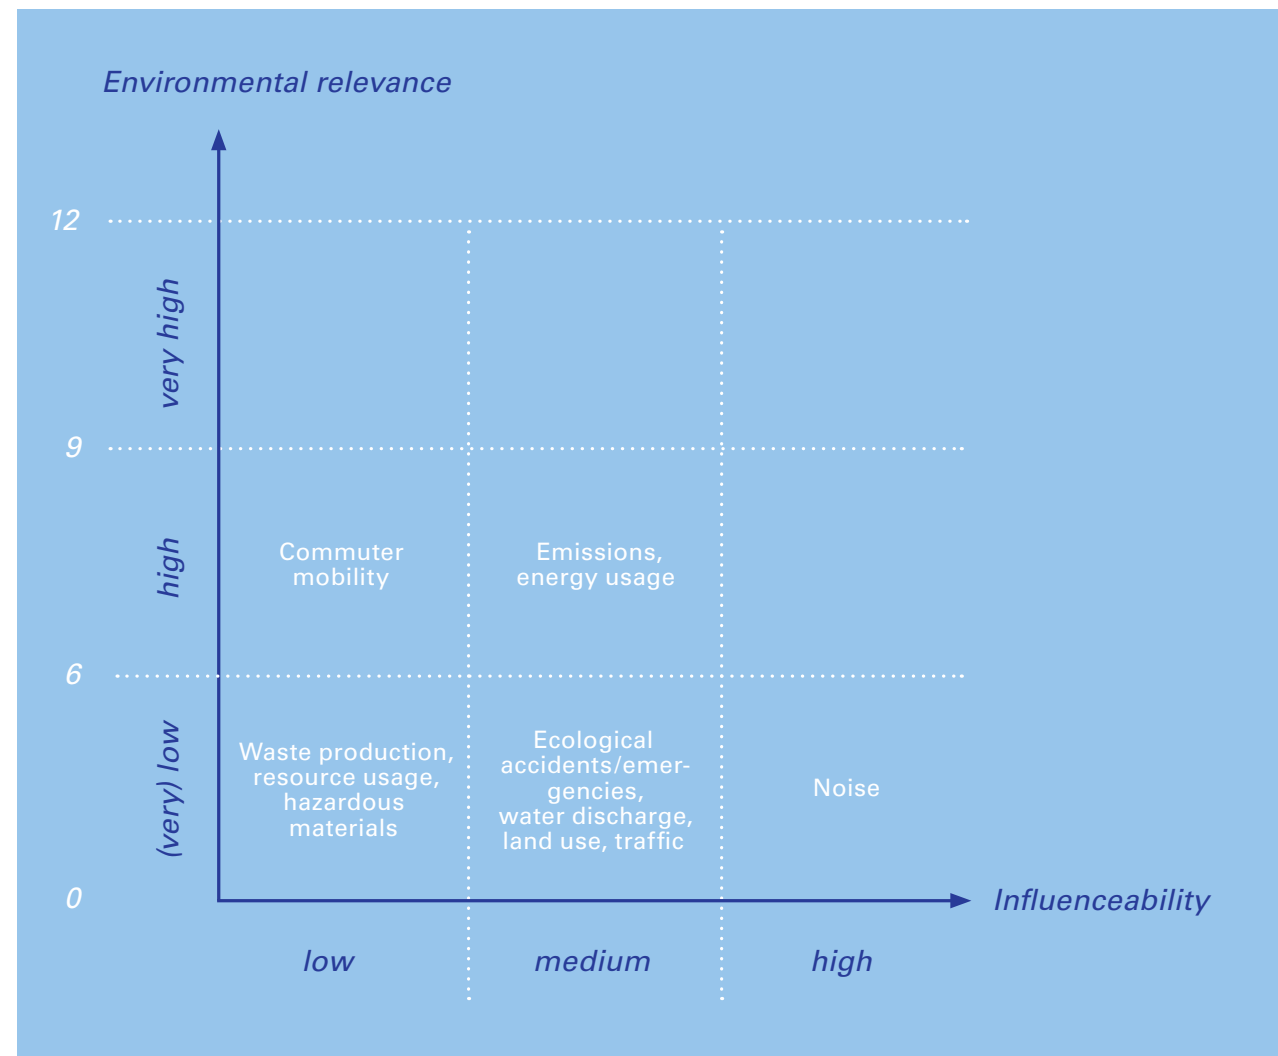 Environmental relevance
12
very high
9
high
Commuter
mobility
Emissions,
energy usage
6
(very) low
Waste production,
resource usage,
hazardous
materials
Ecological
accidents/emer-
gencies,
water discharge,
land use, traffic
Noise
0
Influenceability
low
medium
high